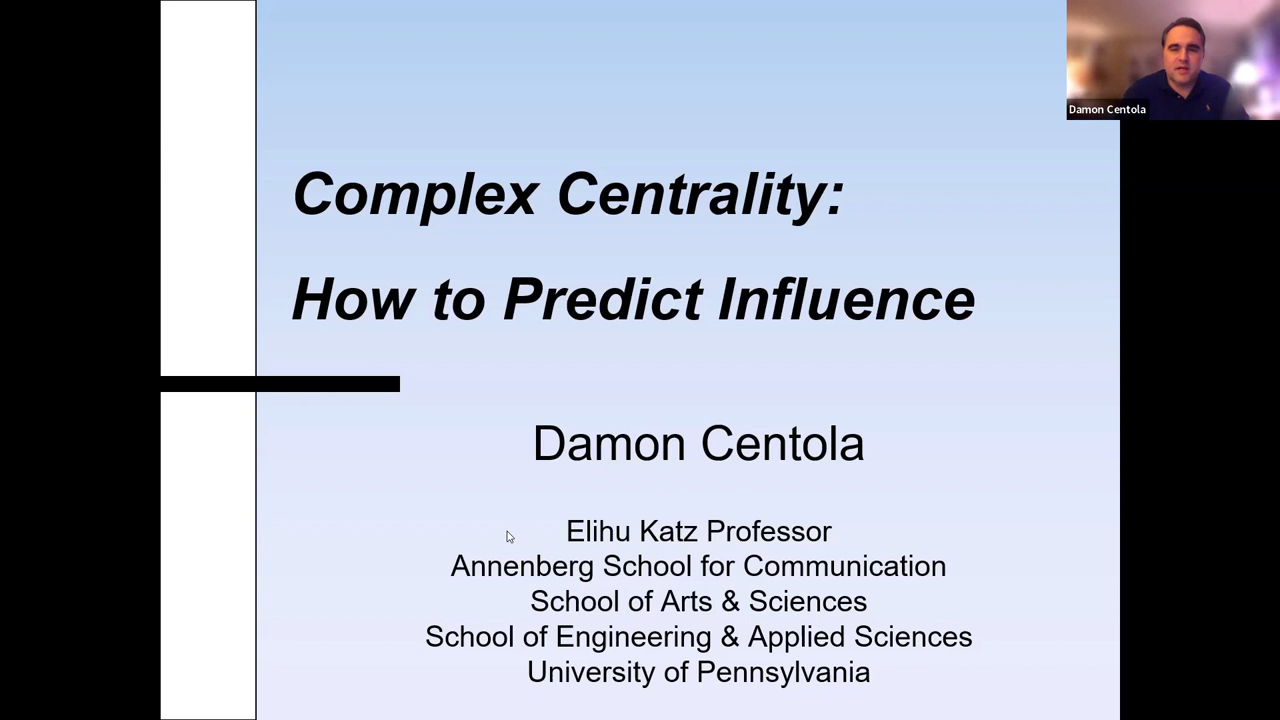 Complex Centrality:
How to Predict Influence
Damon Centola
Elihu Katz Professor
Annenberg School for Communication
School of Arts & Sciences
School of Engineering & Applied Sciences
University of Pennsylvania
Damon Centola